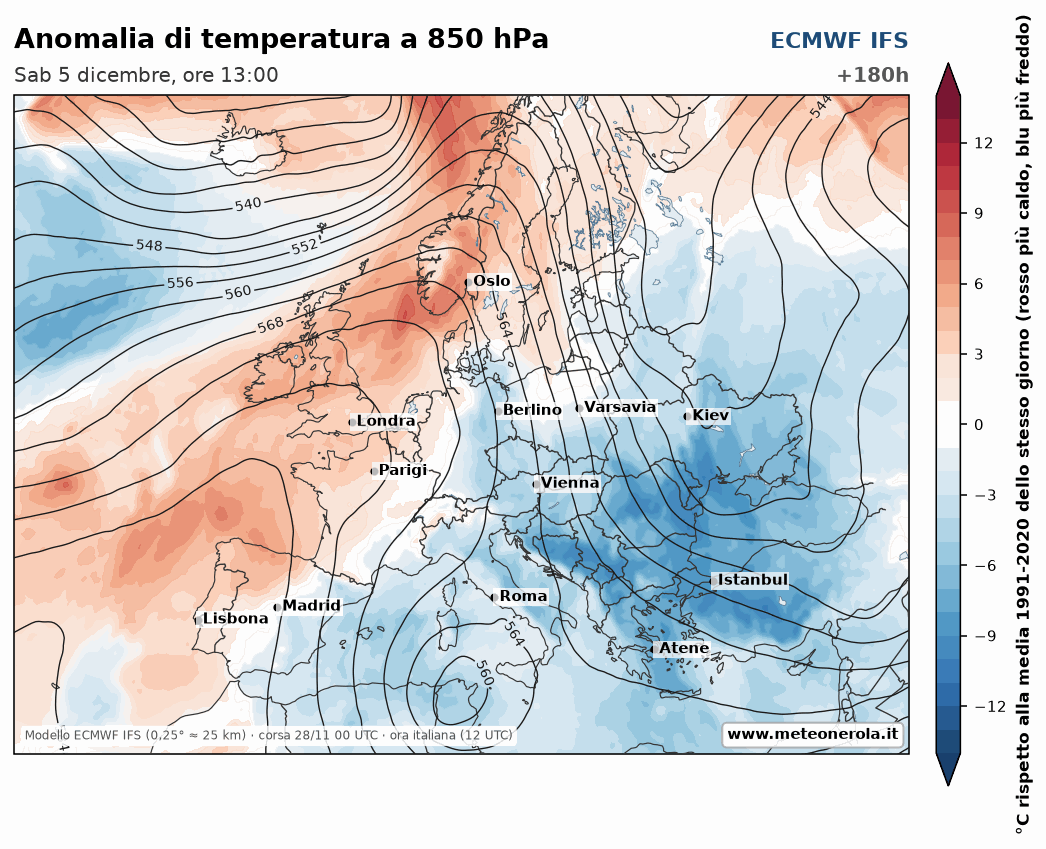 Anomalia di temperatura a 850 hPa
ECMWF IFS
Sab 5 dicembre, ore 13:00
+180h
544
540
548
552
556
560
568
Oslo
564
Londra
Berlino
Varsavia
Kiev
Parigi
Vienna
Istanbul
Roma
Madrid
Lisbona
564
Atene
560
Modello ECMWF IFS (0,25° ≈ 25 km) · corsa 28/11 00 UTC · ora italiana (12 UTC)
www.meteonerola.it
12
9
6
3
0
−3
−6
−9
−12
°C rispetto alla media 1991-2020 dello stesso giorno (rosso più caldo, blu più freddo)